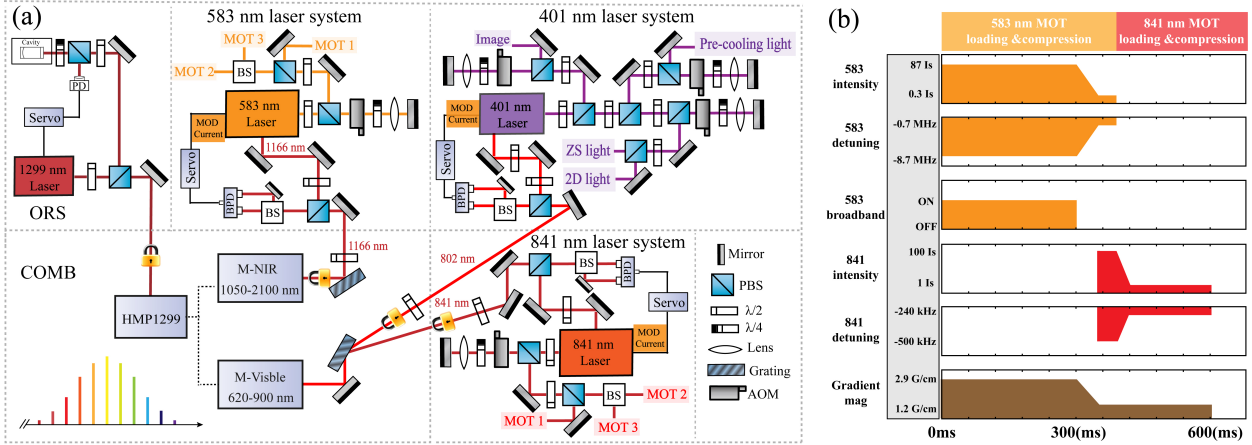 (a)
583 nm laser system
401 nm laser system
Cavity
PD
Servo
1299 nm
Laser
ORS
MOT 3
MOT 1
MOT 2
BS
MOD
Current
583 nm
Laser
1166 nm
Servo
BPD
BS
Image
Pre-cooling light
MOD
Current
401 nm
Laser
Servo
ZS light
2D light
BPD
BS
COMB
HMP1299
M-NIR
1050-2100 nm
1166 nm
M-Visble
620-900 nm
802 nm
841 nm
841 nm laser system
BS
BPD
Servo
MOD
Current
841 nm
Laser
BS
MOT 2
MOT 1
MOT 3
Mirror
PBS
λ/2
λ/4
Lens
Grating
AOM
(b)
583 nm MOT
loading &compression
841 nm MOT
loading &compression
583
intensity
87 Is
0.3 Is
583
detuning
-0.7 MHz
-8.7 MHz
583
broadband
ON
OFF
841
intensity
100 Is
1 Is
841
detuning
-240 kHz
-500 kHz
Gradient
mag
2.9 G/cm
1.2 G/cm
0ms
300(ms)
600(ms)